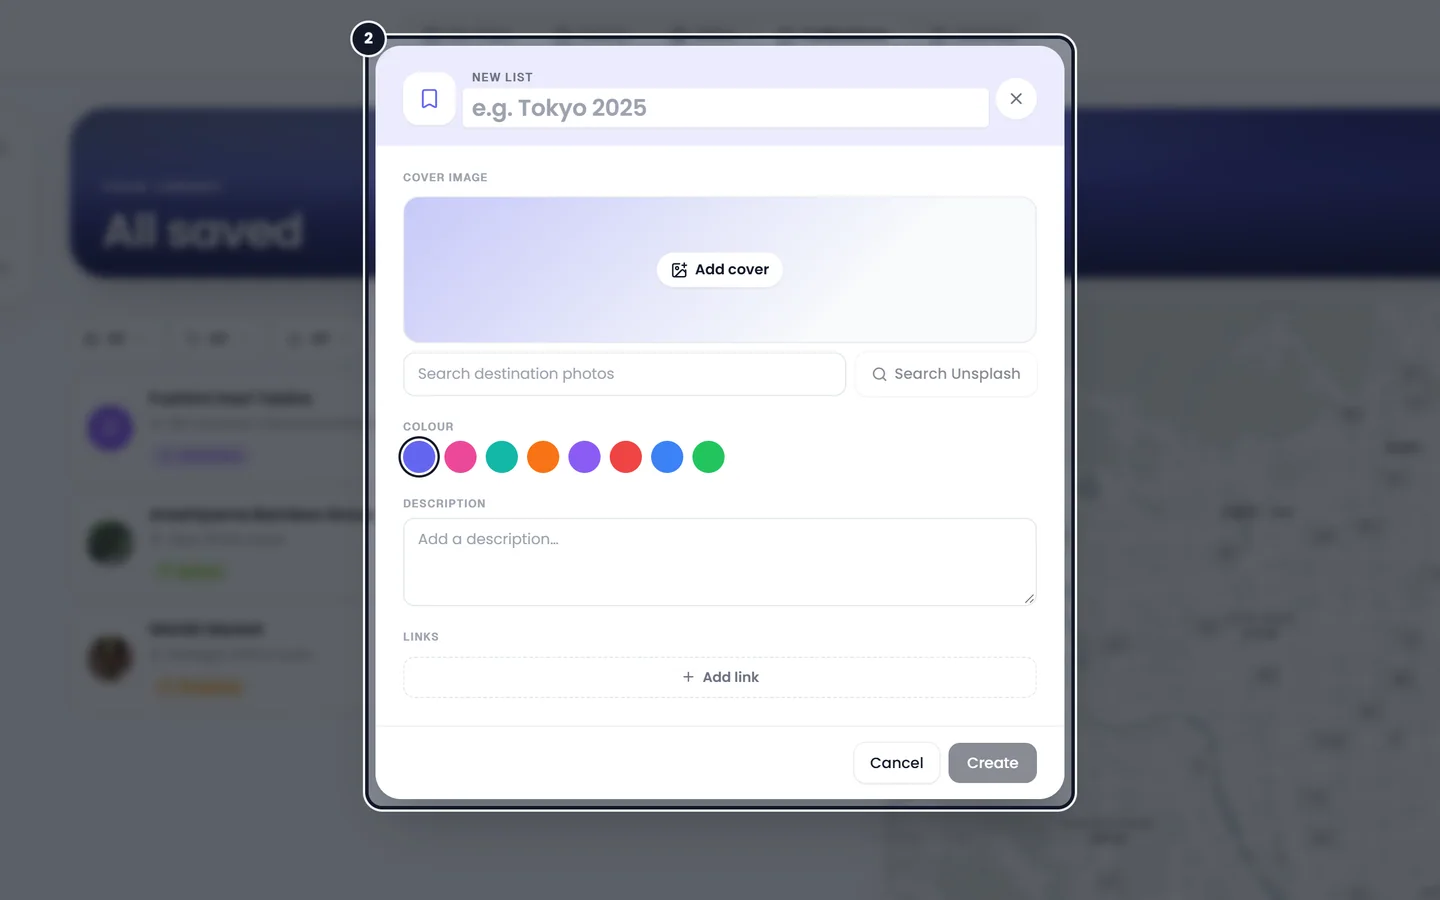 2
NEW LIST
e.g. Tokyo 2025
COVER IMAGE
Add cover
Search destination photos
Search Unsplash
COLOUR
DESCRIPTION
Add a description...
LINKS
+ Add link
Cancel
Create
All saved